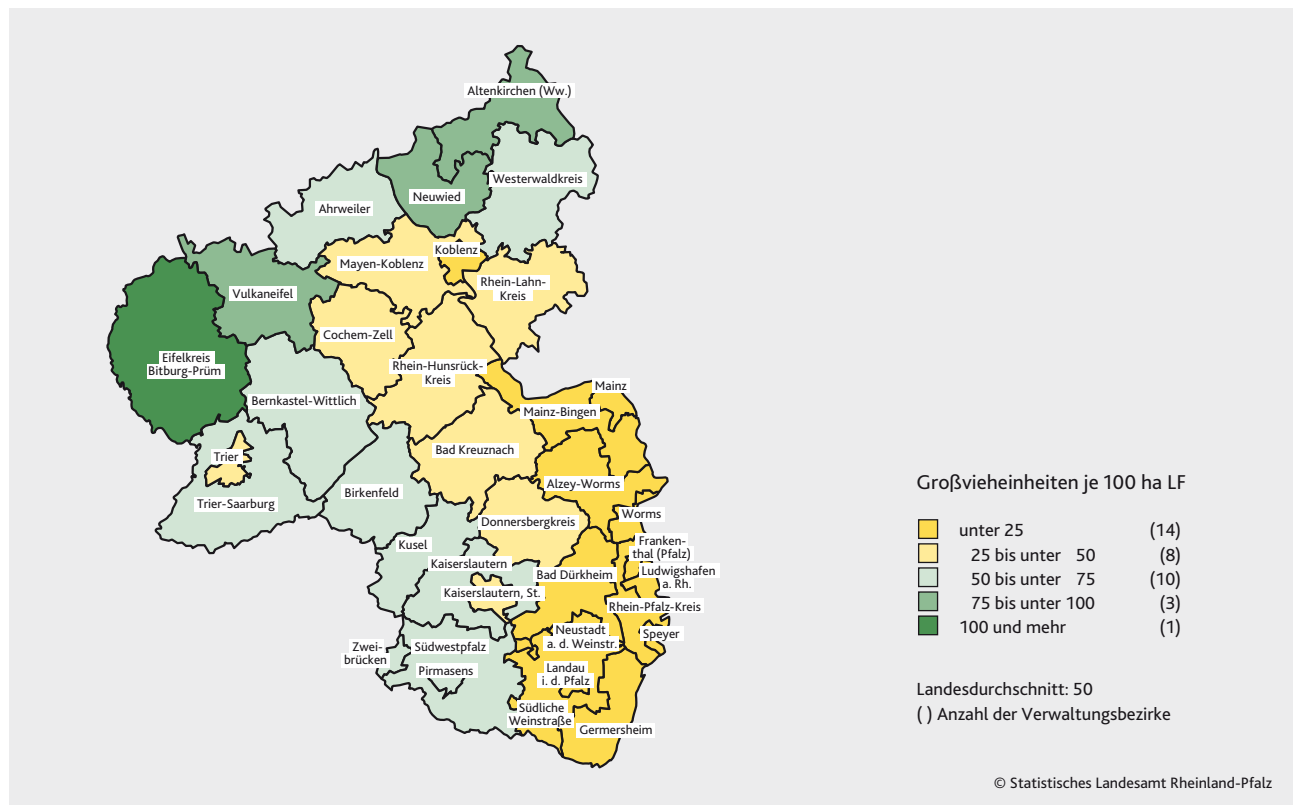 Altenkirchen (Ww.)
Westerwaldkreis
Neuwied
Ahrweiler
Koblenz
Mayen-Koblenz
Rhein-Lahn-
Kreis
Vulkaneifel
Cochem-Zell
Eifelkreis
Bitburg-Prüm
Rhein-Hunsrück-
Kreis
Mainz
Bernkastel-Wittlich
Mainz-Bingen
Bad Kreuznach
Trier
Alzey-Worms
Birkenfeld
Trier-Saarburg
Worms
Donnersbergkreis
Kusel
Franken-
thal (Pfalz)
Kaiserslautern
Bad Dürkheim
Ludwigshafen
a. Rh.
Kaiserslautern, St.
Rhein-Pfalz-Kreis
Neustadt
a. d. Weinstr.
Speyer
Zwei-
brücken
Südwestpfalz
Pirmasens
Landau
i. d. Pfalz
Südliche
Weinstraße
Germersheim
Großvieheinheiten je 100 ha LF
unter 25 (14)
25 bis unter 50 (8)
50 bis unter 75 (10)
75 bis unter 100 (3)
100 und mehr (1)
Landesdurchschnitt: 50
( ) Anzahl der Verwaltungsbezirke
© Statistisches Landesamt Rheinland-Pfalz